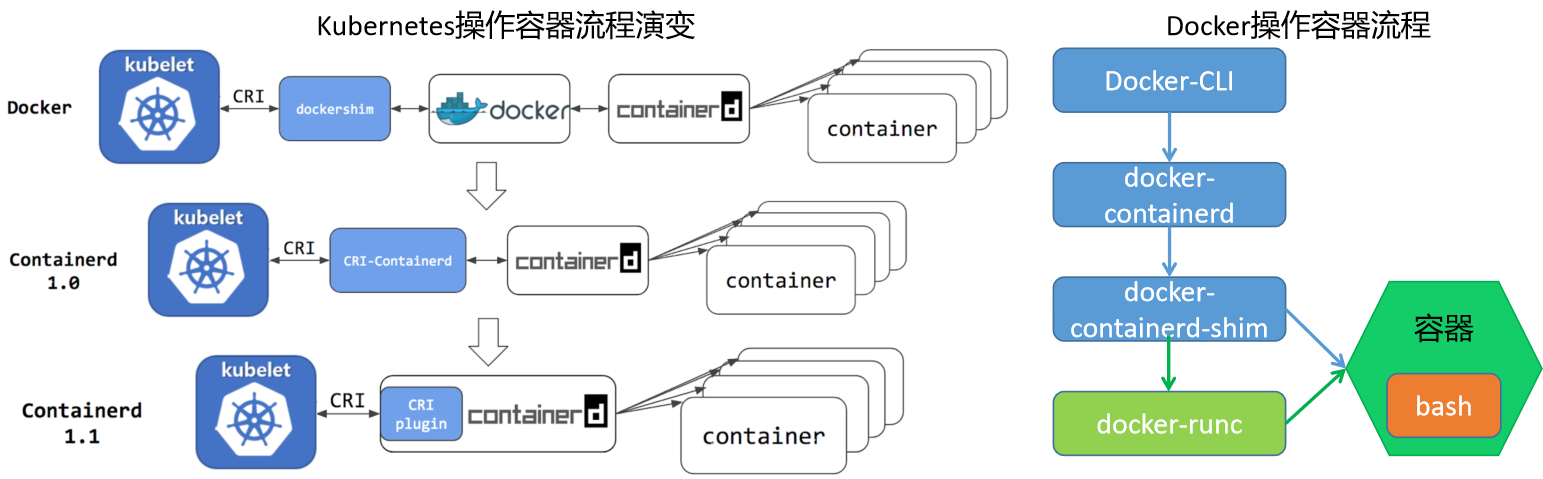 Kubernetes操作容器流程演变
Docker
kubelet
CRI
dockershim
docker
containerd
container
Containerd
1.0
kubelet
CRI
CRI-Containerd
containerd
container
Containerd
1.1
kubelet
CRI
CRI
plugin
containerd
container
Docker操作容器流程
Docker-CLI
docker-
containerd
docker-
containerd-shim
docker-runc
容器
bash